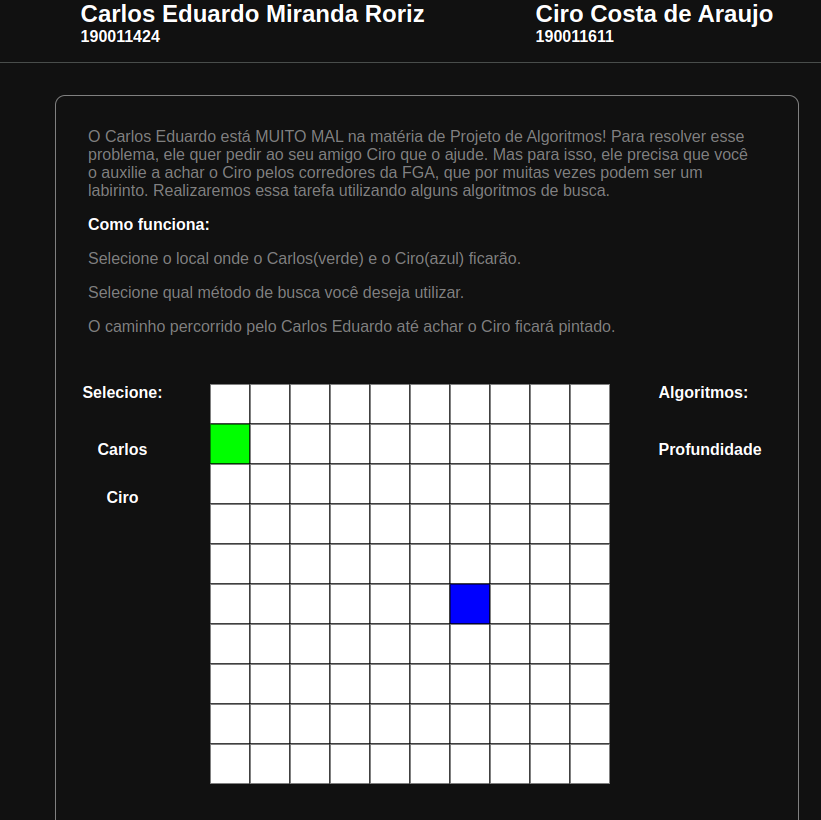 Carlos Eduardo Miranda Roriz
190011424
Ciro Costa de Araujo
190011611
O Carlos Eduardo está MUITO MAL na matéria de Projeto de Algoritmos! Para resolver esse
problema, ele quer pedir ao seu amigo Ciro que o ajude. Mas para isso, ele precisa que você
o auxilie a achar o Ciro pelos corredores da FGA, que por muitas vezes podem ser um
labirinto. Realizaremos essa tarefa utilizando alguns algoritmos de busca.
Como funciona:
Selecione o local onde o Carlos(verde) e o Ciro(azul) ficarão.
Selecione qual método de busca você deseja utilizar.
O caminho percorrido pelo Carlos Eduardo até achar o Ciro ficará pintado.
Selecione:
Carlos
Ciro
Algoritmos:
Profundidade